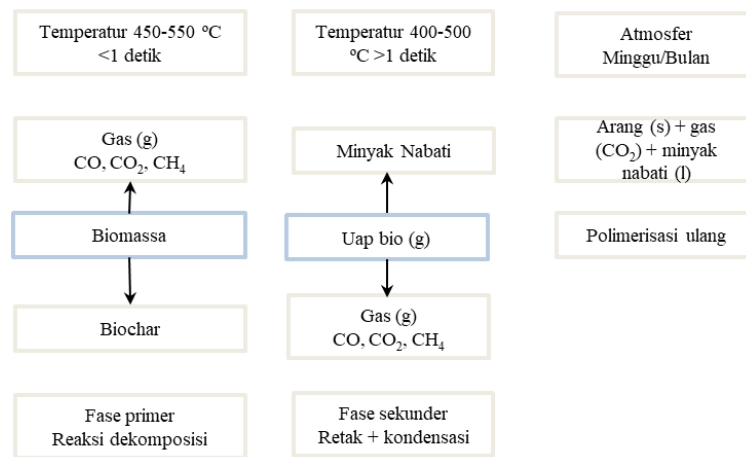 Temperatur 450-550 ºC
<1 detik
Temperatur 400-500
ºC >1 detik
Atmosfer
Minggu/Bulan
Gas (g)
CO, CO₂, CH₄
Minyak Nabati
Arang (s) + gas
(CO₂) + minyak
nabati (l)
Biomassa
Uap bio (g)
Polimerisasi ulang
Biochar
Gas (g)
CO, CO₂, CH₄
Fase primer
Reaksi dekomposisi
Fase sekunder
Retak + kondensasi